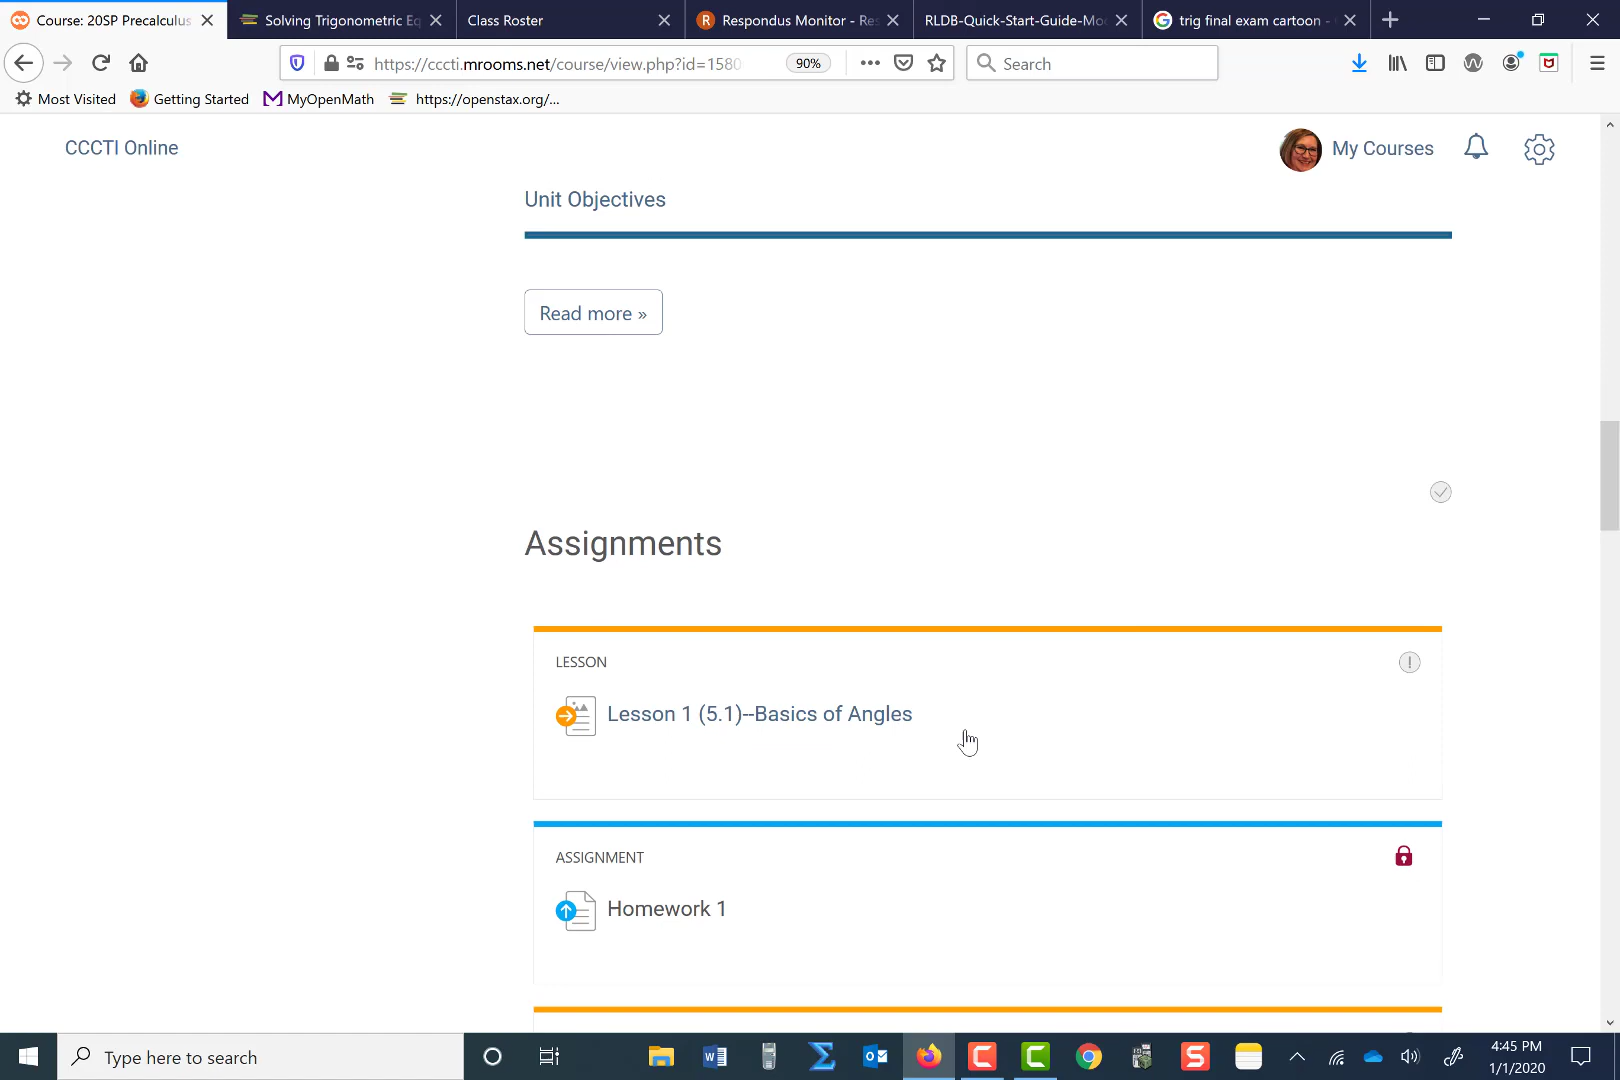 Course: 20SP Precalculus
Solving Trigonometric Eq
Class Roster
Respondus Monitor - Res
RLDB-Quick-Start-Guide-Moo
trig final exam cartoon -
https://cccti.mrooms.net/course/view.php?id=1580
90%
Search
Most Visited
Getting Started
MyOpenMath
https://openstax.org/...
CCCTI Online
My Courses
Unit Objectives
Read more »
Assignments
LESSON
Lesson 1 (5.1)--Basics of Angles
ASSIGNMENT
Homework 1
Type here to search
4:45 PM
1/1/2020